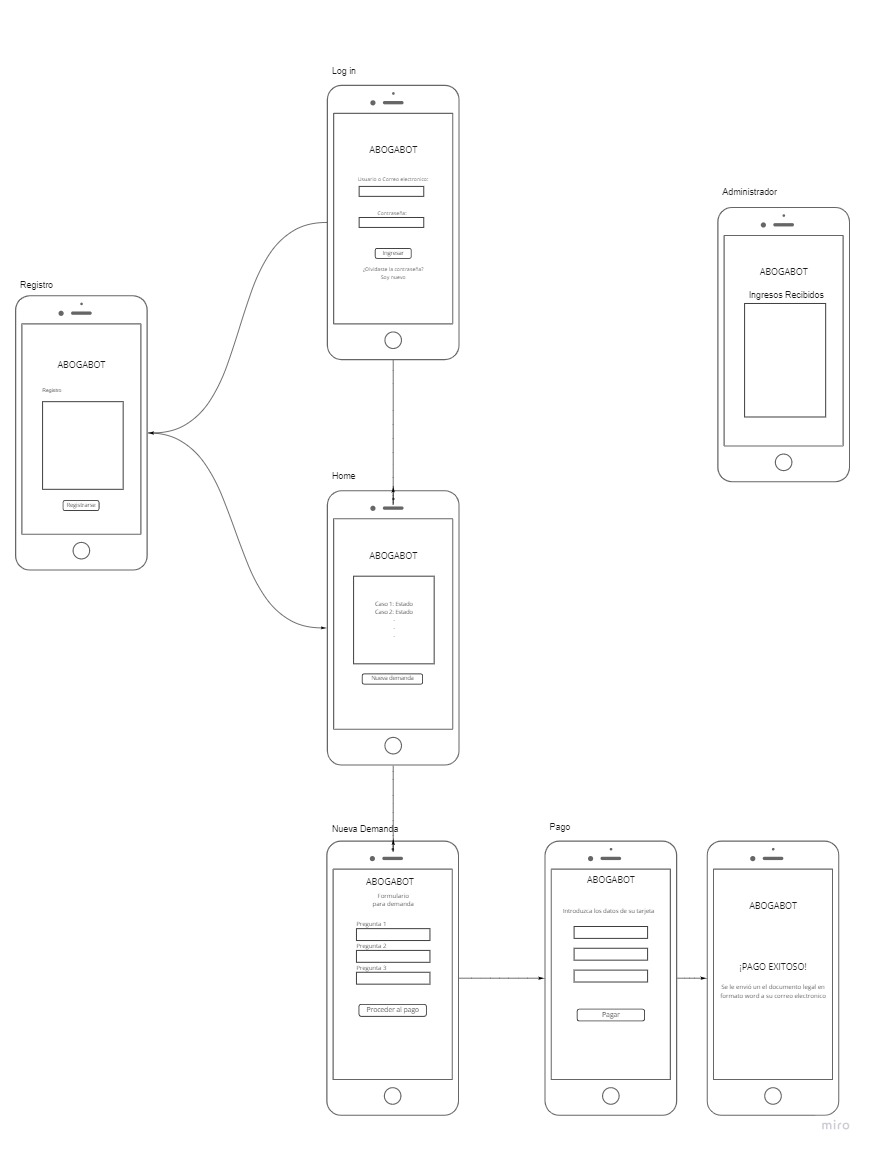 Log in
ABOGABOT
Usuario o Correo electronico:
Contraseña:
Ingresar
¿Olvidaste la contraseña?
Soy nuevo
Administrador
ABOGABOT
Ingresos Recibidos
Registro
ABOGABOT
Registro
Registrarse
Home
ABOGABOT
Caso 1: Estado
Caso 2: Estado
.
.
.
Nueva demanda
Nueva Demanda
ABOGABOT
Formulario
para demanda
Pregunta 1
Pregunta 2
Pregunta 3
Proceder al pago
Pago
ABOGABOT
Introduzca los datos de su tarjeta
Pagar
ABOGABOT
¡PAGO EXITOSO!
Se le envió un el documento legal en
formato word a su correo electronico
miro